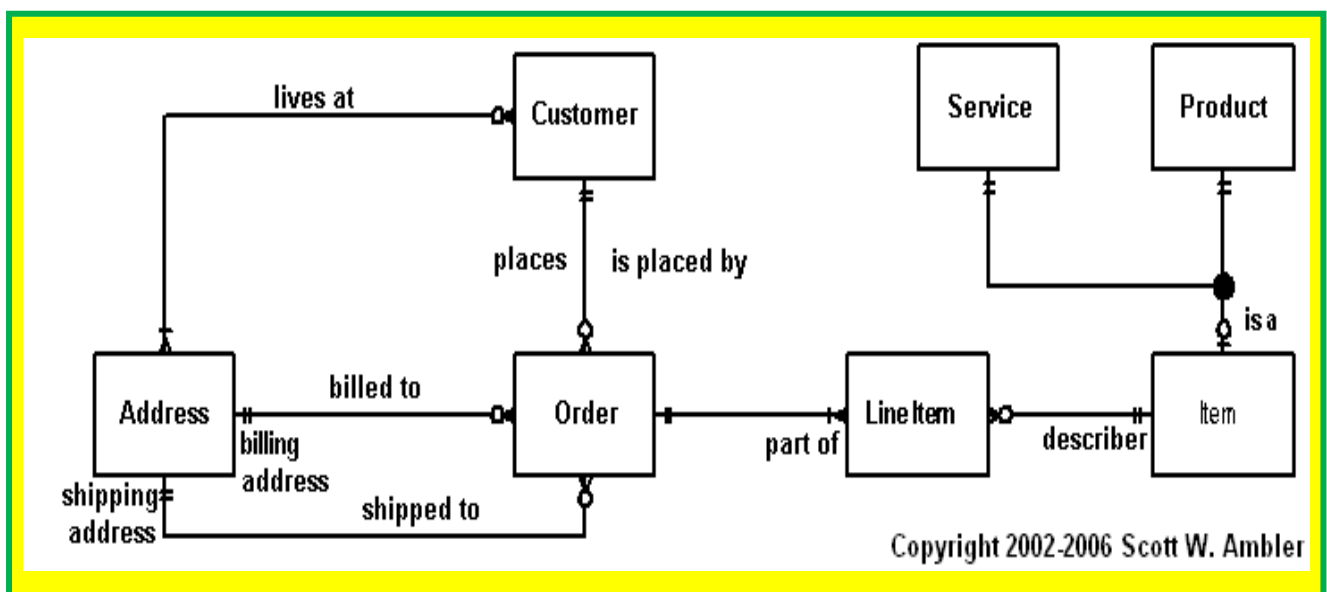 lives at
Customer
Service
Product
places
is placed by
is a
Address
billed to
Order
LineItem
Item
billing
address
part of
describer
shipping
address
shipped to
Copyright 2002-2006 Scott W. Ambler